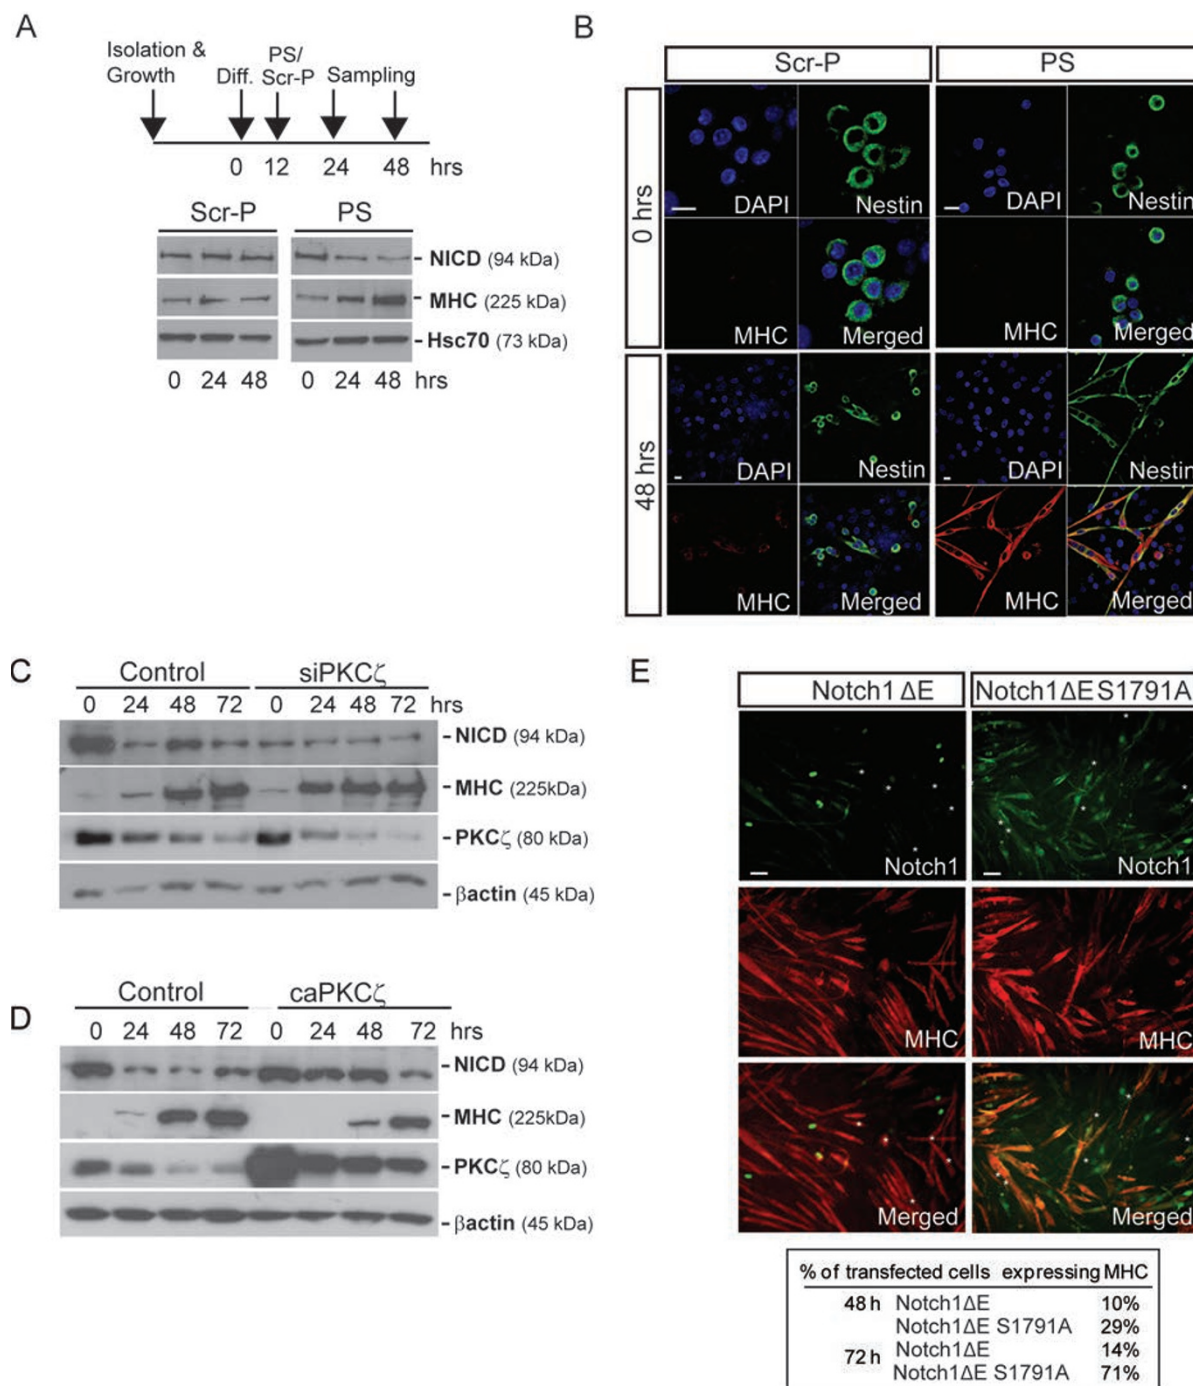 A
Isolation &
Growth
Diff.
PS/
Scr-P
Sampling
0 12 24 48 hrs
Scr-P PS
NICD (94 kDa)
MHC (225 kDa)
Hsc70 (73 kDa)
0 24 48 0 24 48 hrs
B
Scr-P PS
0 hrs
DAPI Nestin DAPI Nestin
MHC Merged MHC Merged
48 hrs
DAPI Nestin DAPI Nestin
MHC Merged MHC Merged
C
Control siPKCζ
0 24 48 72 0 24 48 72 hrs
NICD (94 kDa)
MHC (225kDa)
PKCζ (80 kDa)
βactin (45 kDa)
D
Control caPKCζ
0 24 48 72 0 24 48 72 hrs
NICD (94 kDa)
MHC (225kDa)
PKCζ (80 kDa)
βactin (45 kDa)
E
Notch1 ΔE Notch1ΔE S1791A
Notch1 Notch1
MHC MHC
Merged Merged
% of transfected cells expressing MHC
48 h Notch1ΔE 10%
Notch1ΔE S1791A 29%
72 h Notch1ΔE 14%
Notch1ΔE S1791A 71%